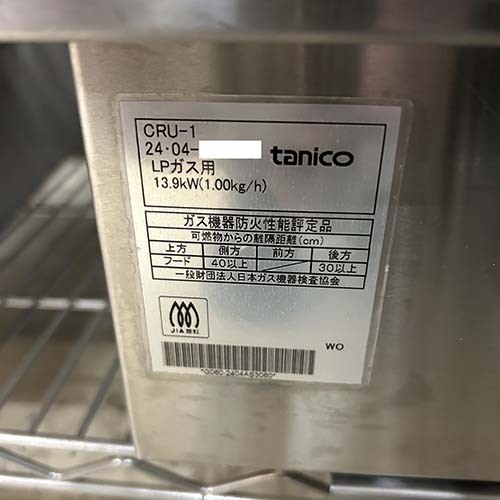 CRU-1
24・04-
tanico
LPガス用
13.9kW(1.00kg/h)
ガス機器防火性能評定品
可燃物からの離隔距離(cm)
上方 側方 前方 後方
フード 40以上 30以上
一般財団法人日本ガス機器検査協会
WO